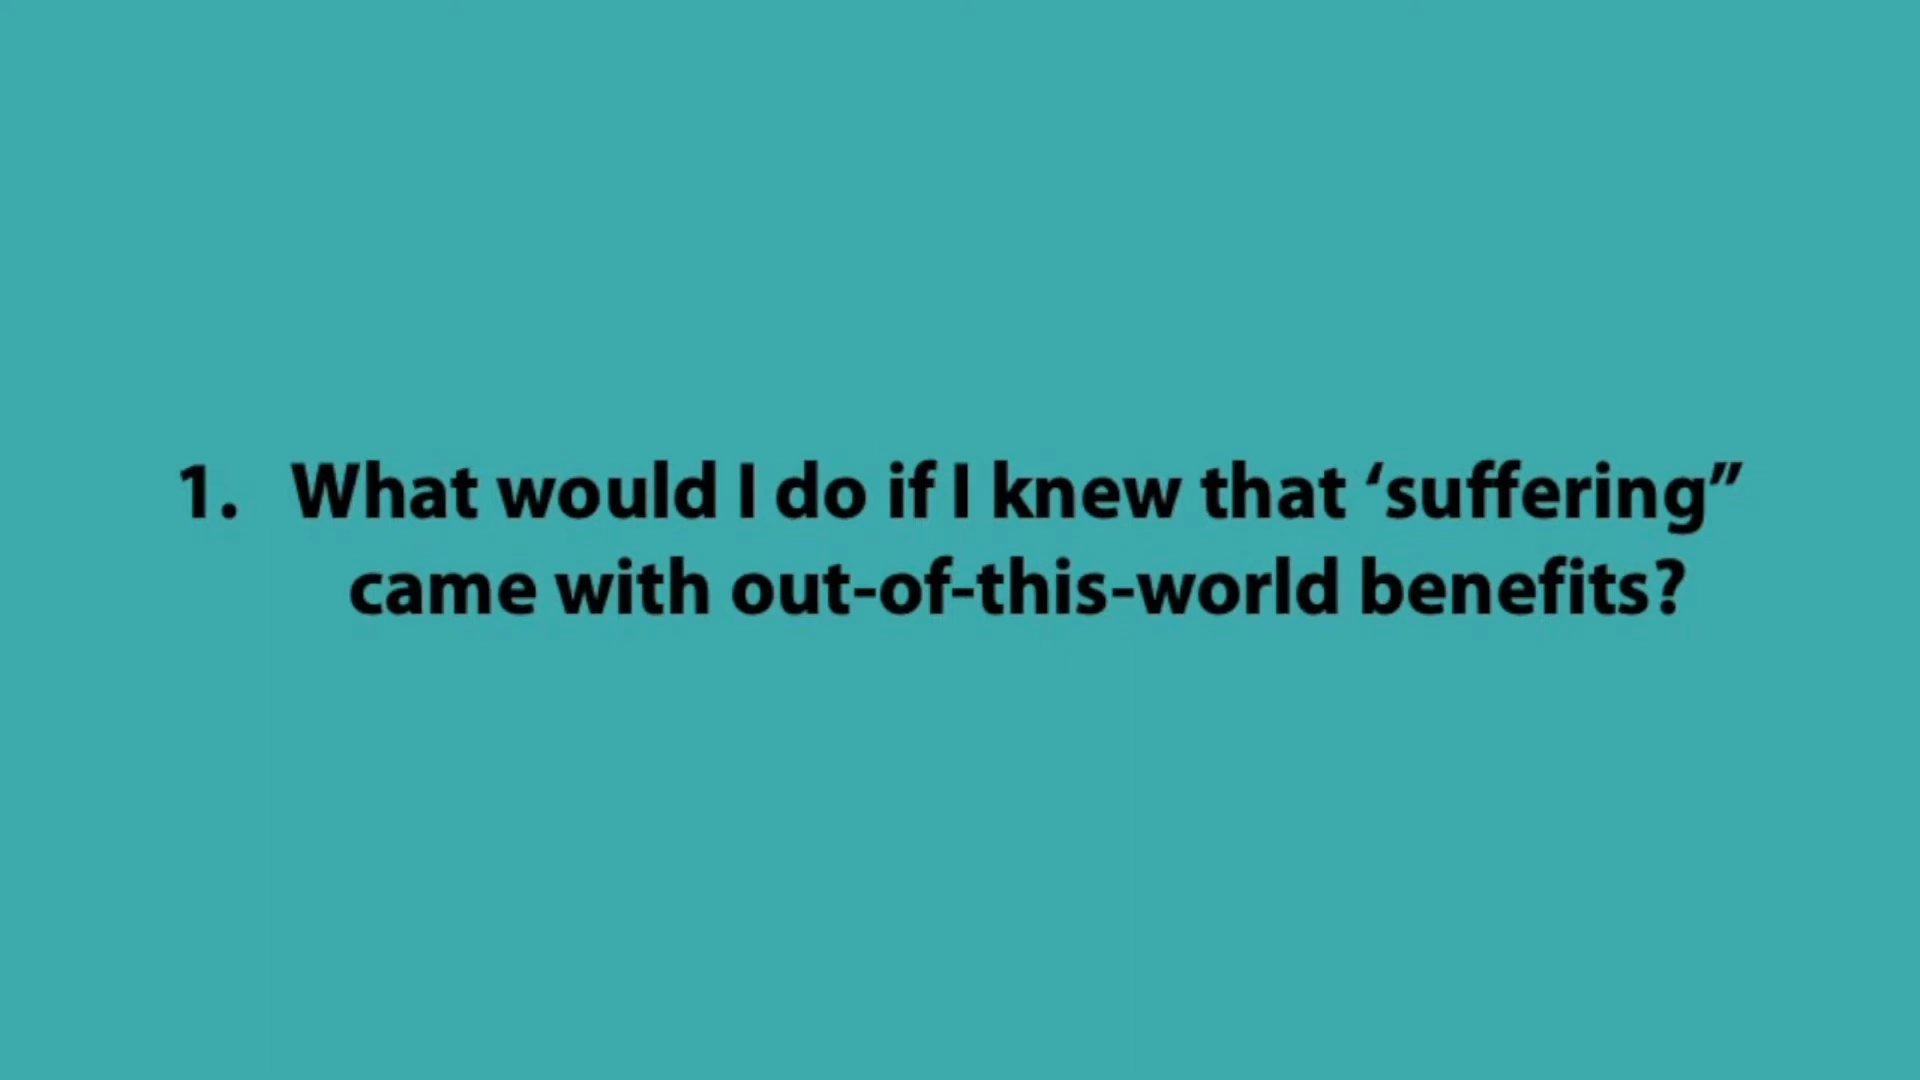 1. What would I do if I knew that ‘suffering”
came with out-of-this-world benefits?